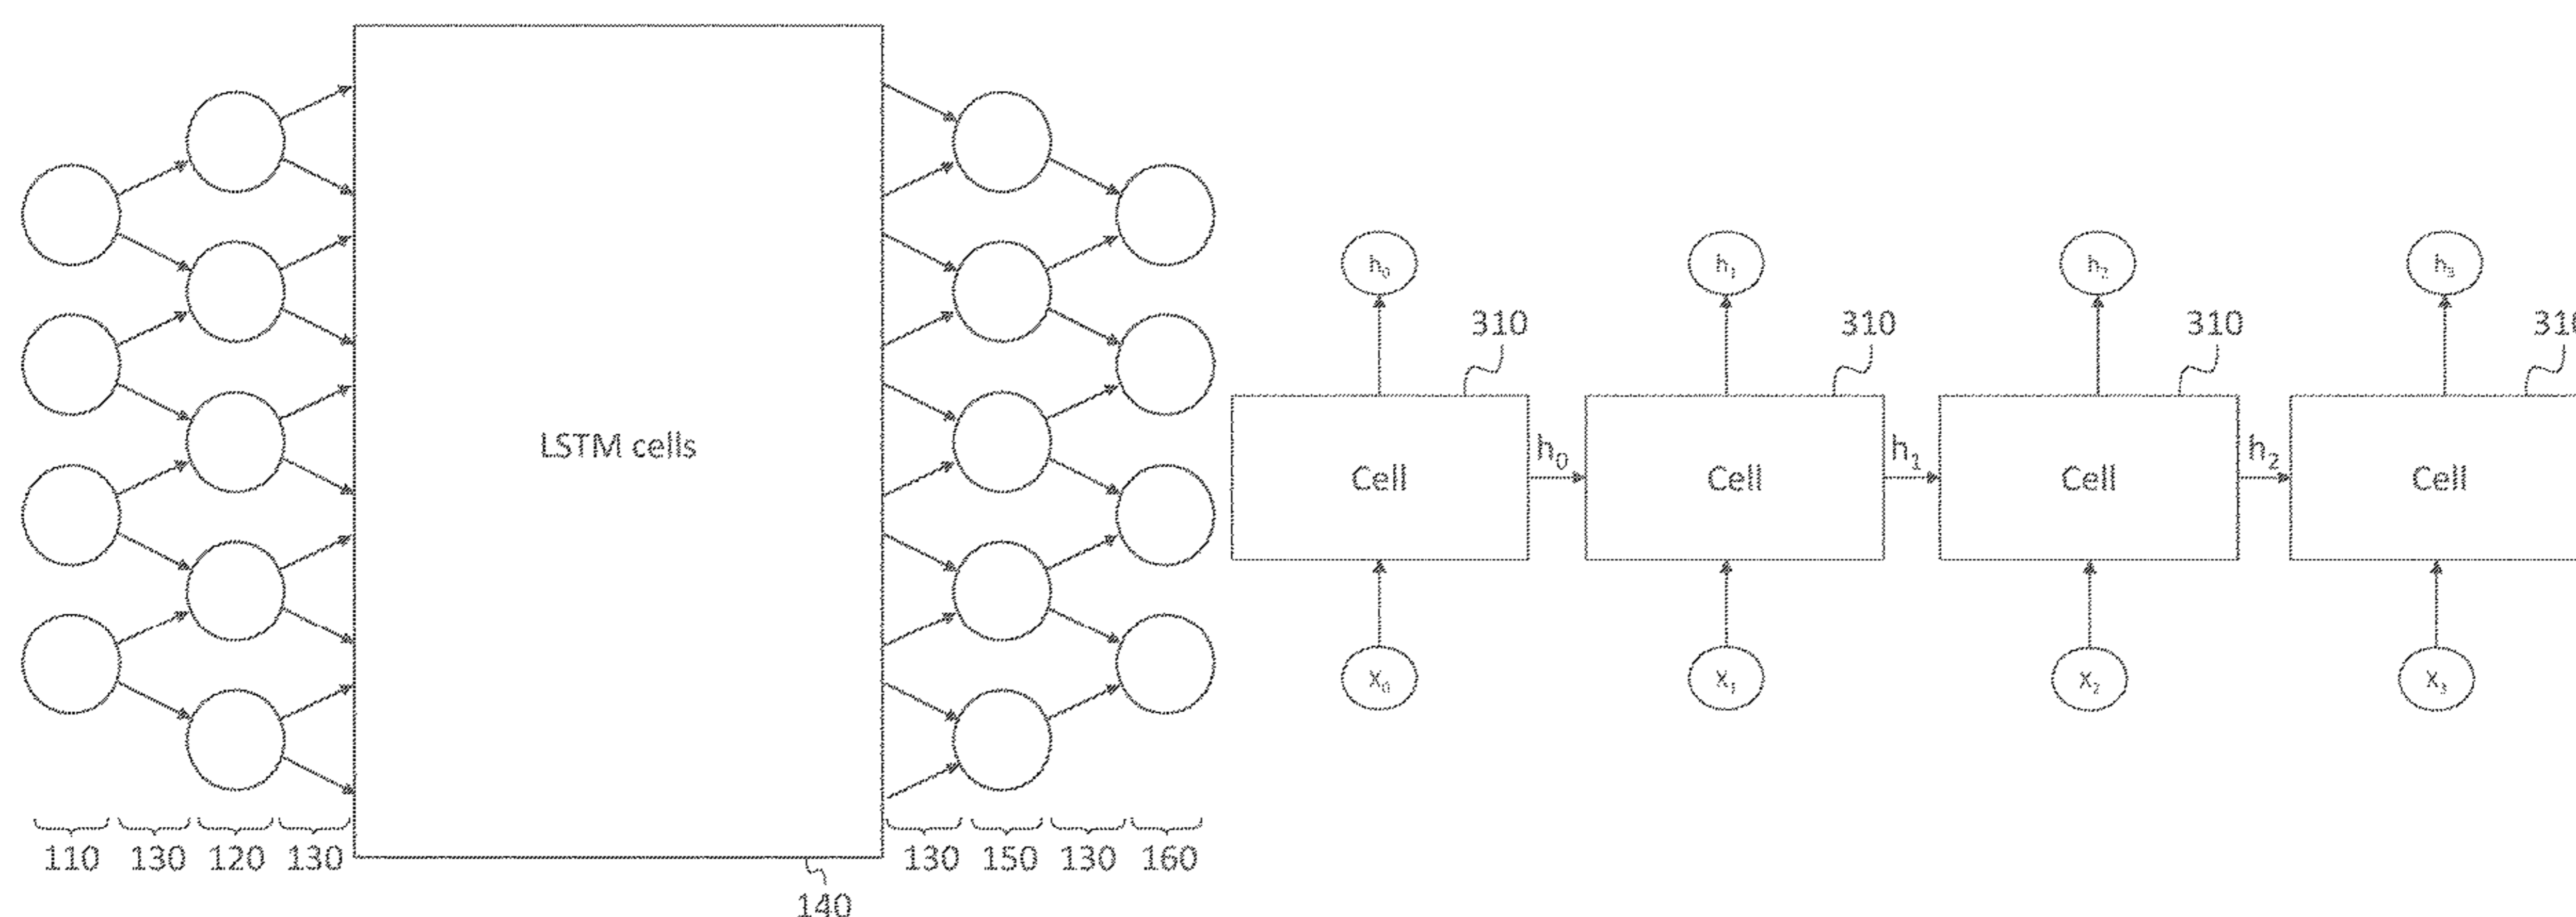 LSTM cells
110 130 120 130
140
130 150 130 160
h₀ h₁ h₂ h₃
310 310 310 310
Cell h₀ Cell h₁ Cell h₂ Cell
x₀ x₁ x₂ x₃